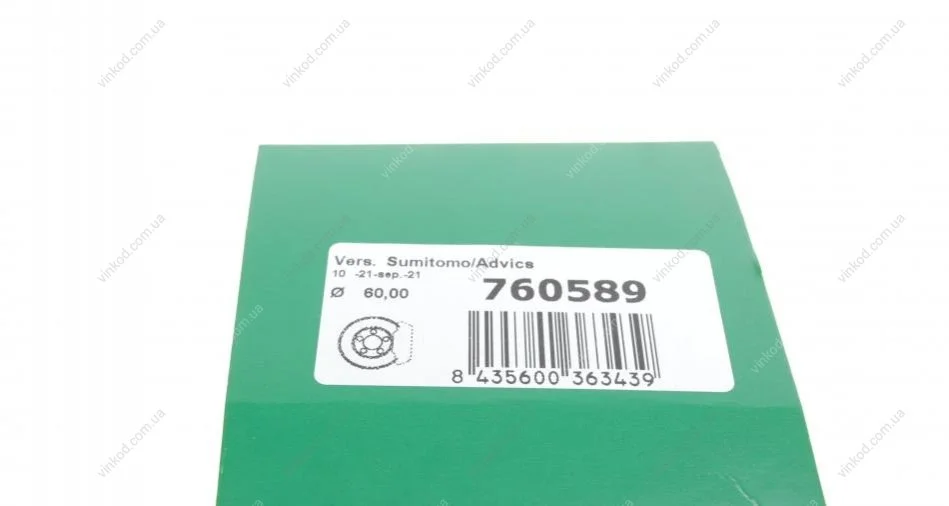 Vers. Sumitomo/Advics
10 -21-sep.-21
Ø 60,00
760589
8 435600 363439
vinkod.com.ua